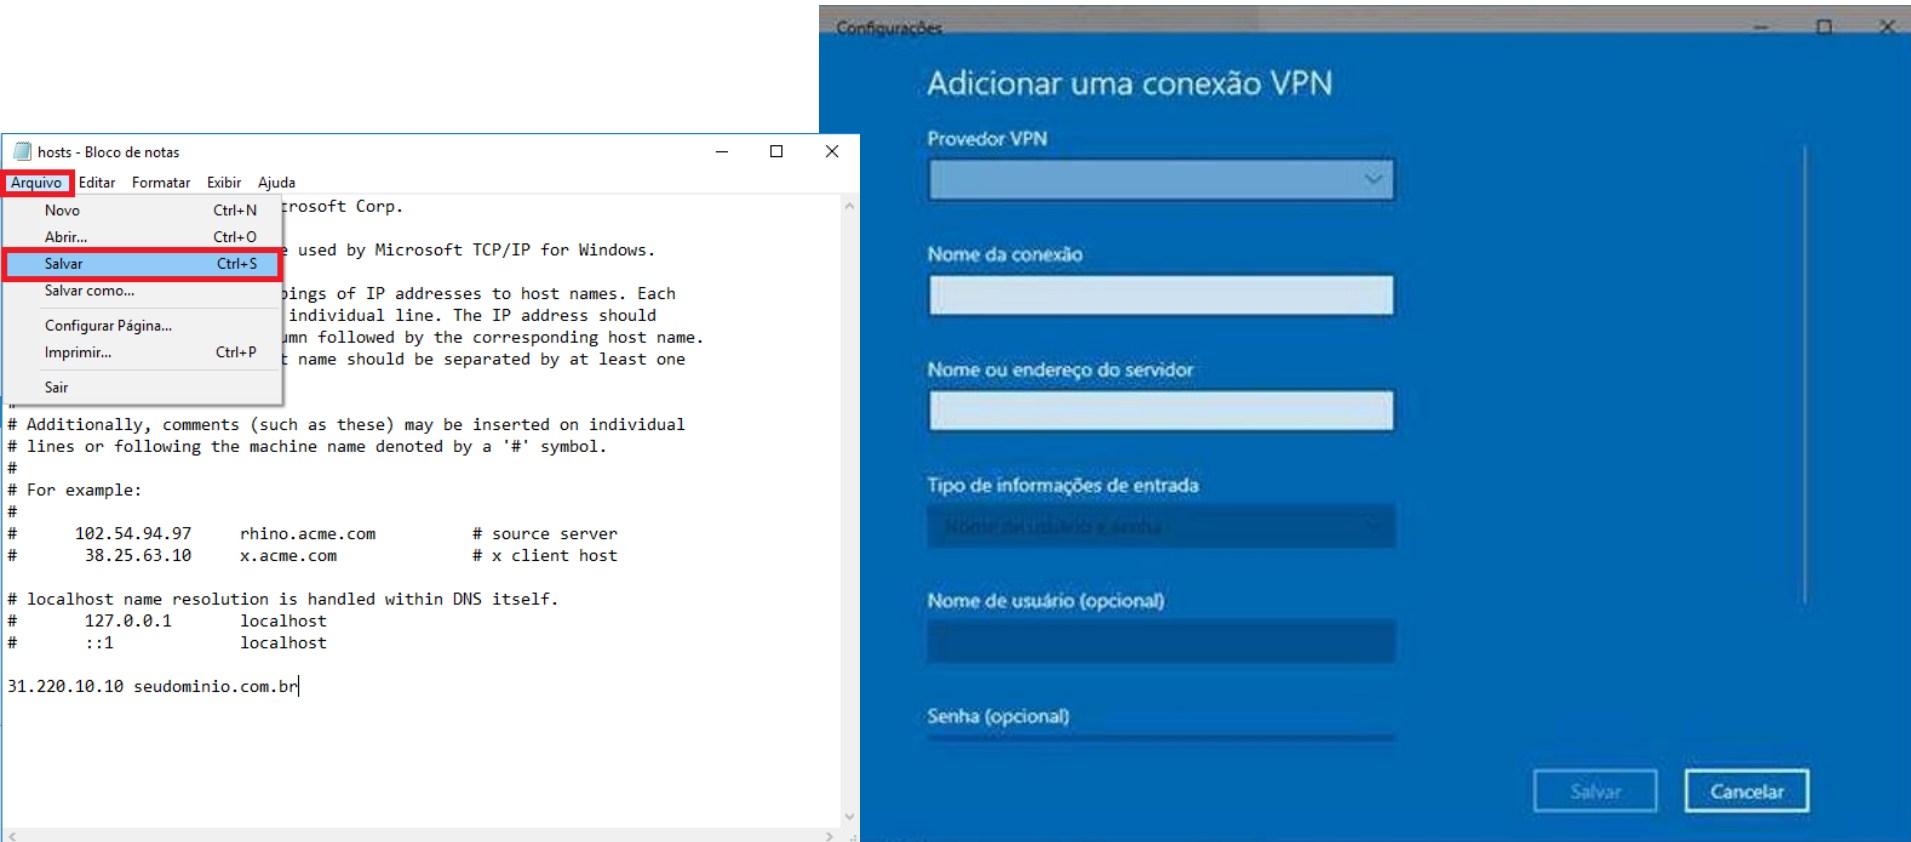 hosts - Bloco de notas
Arquivo Editar Formatar Exibir Ajuda
Novo Ctrl+N
Abrir... Ctrl+O
Salvar Ctrl+S
Salvar como...
Configurar Página...
Imprimir... Ctrl+P
Sair
crosoft Corp.
used by Microsoft TCP/IP for Windows.
pings of IP addresses to host names. Each
individual line. The IP address should
umn followed by the corresponding host name.
t name should be separated by at least one
#
# Additionally, comments (such as these) may be inserted on individual
# lines or following the machine name denoted by a '#' symbol.
#
# For example:
#
# 102.54.94.97 rhino.acme.com # source server
# 38.25.63.10 x.acme.com # x client host
# localhost name resolution is handled within DNS itself.
# 127.0.0.1 localhost
# ::1 localhost
31.220.10.10 seudominio.com.br
Configurações
Adicionar uma conexão VPN
Provedor VPN
Nome da conexão
Nome ou endereço do servidor
Tipo de informações de entrada
Nome de usuário e senha
Nome de usuário (opcional)
Senha (opcional)
Salvar Cancelar